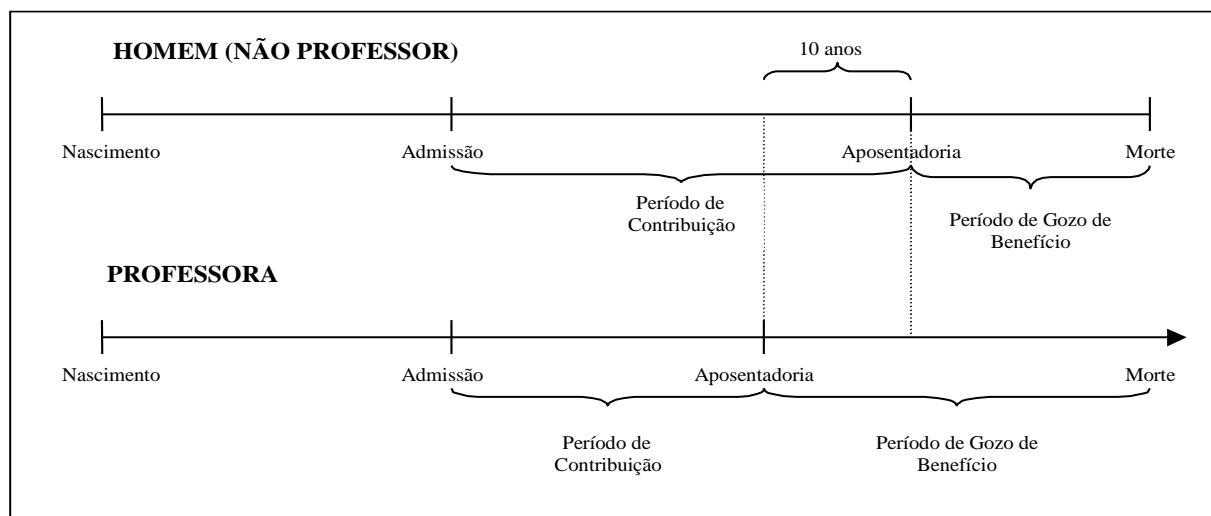 HOMEM (NÃO PROFESSOR)
10 anos
Nascimento
Admissão
Aposentadoria
Morte
Período de
Contribuição
Período de Gozo de
Benefício
PROFESSORA
Nascimento
Admissão
Aposentadoria
Morte
Período de
Contribuição
Período de Gozo de
Benefício